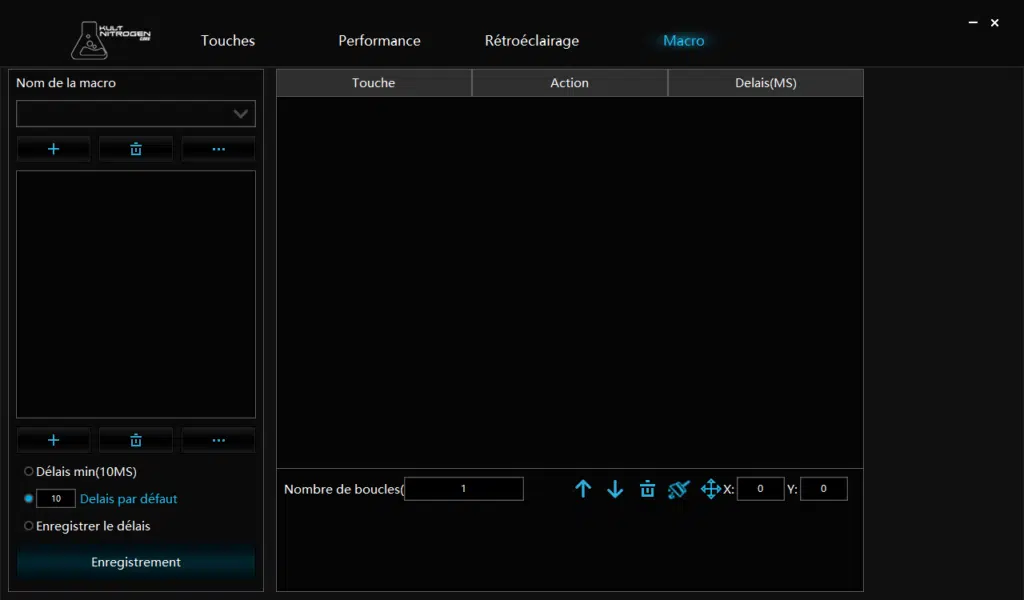 KULT
NITROGEN
Touches
Performance
Rétroéclairage
Macro
Nom de la macro
Délais min(10MS)
10 Delais par défaut
Enregistrer le délais
Enregistrement
Touche
Action
Delais(MS)
Nombre de boucles( 1
X: 0 Y: 0